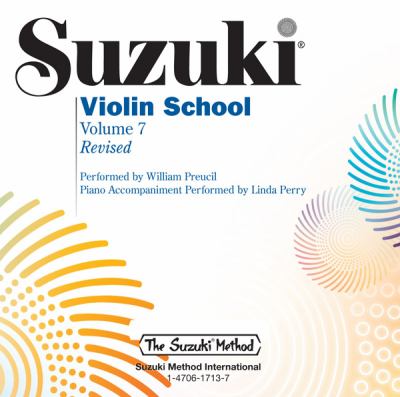 Suzuki®
Violin School
Volume 7
Revised
Performed by William Preucil
Piano Accompaniment Performed by Linda Perry
The Suzuki® Method
Suzuki Method International
1-4706-1713-7